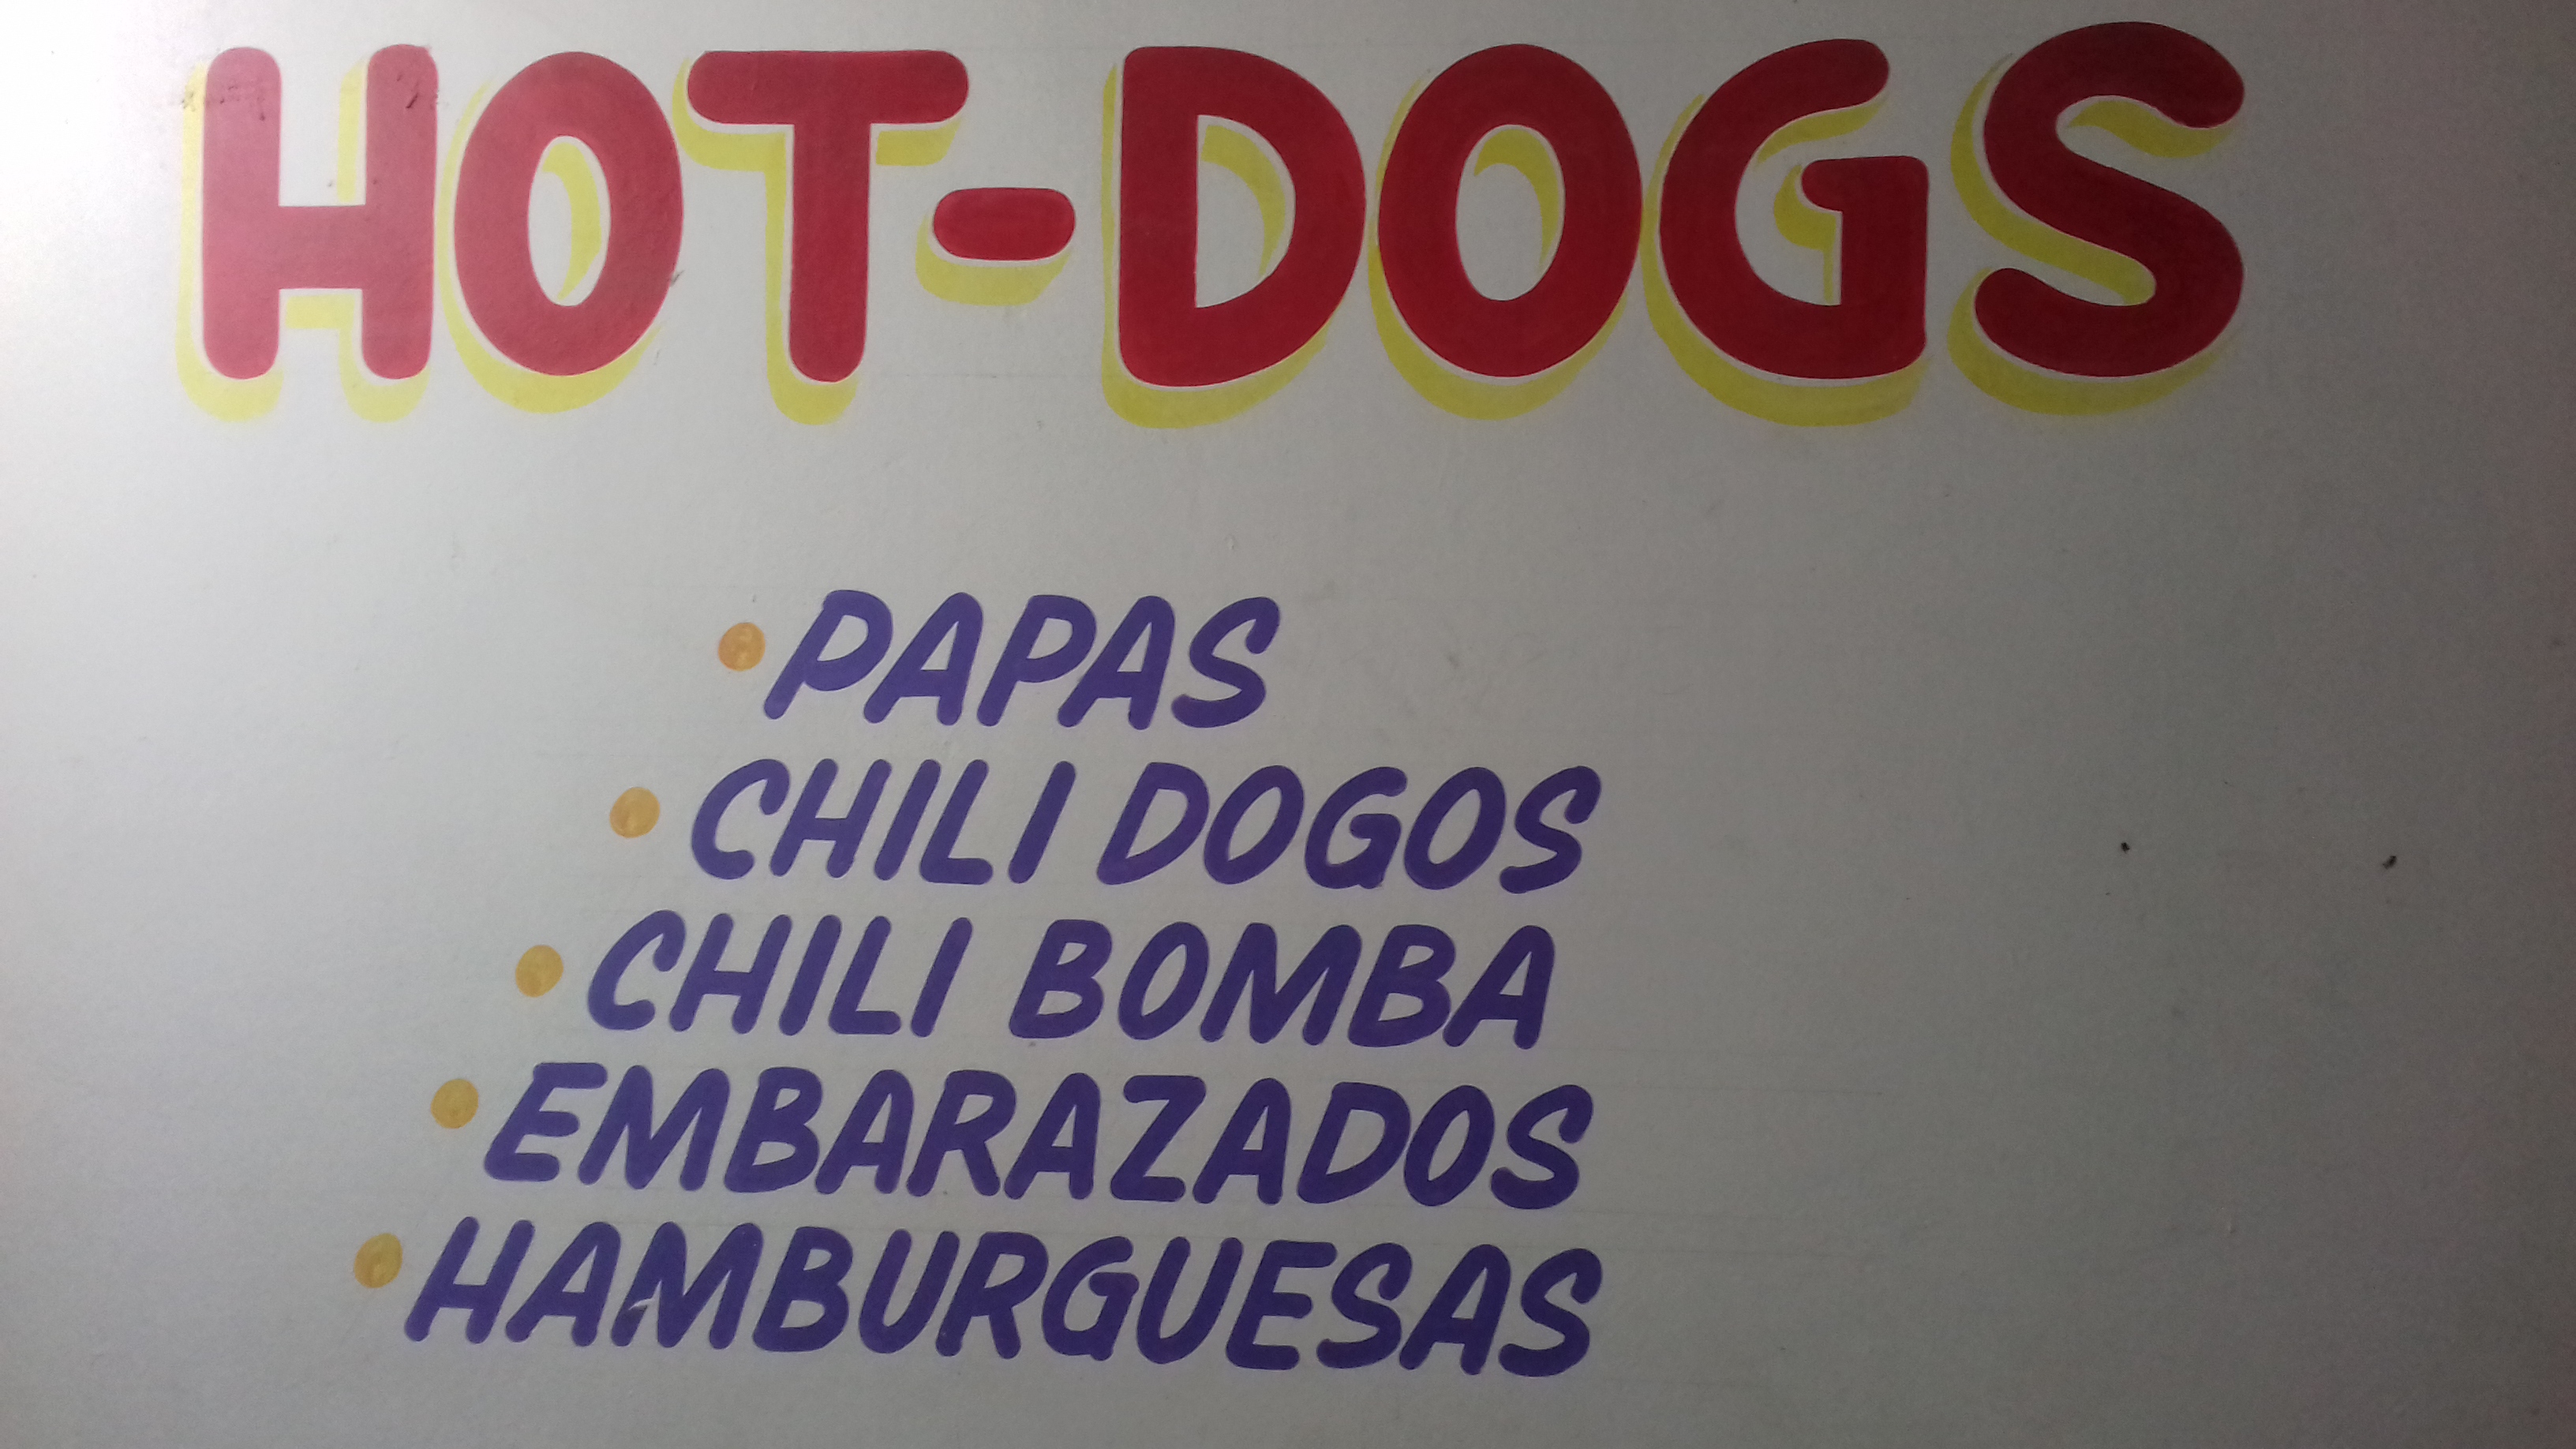 HOT-DOGS
• PAPAS
• CHILI DOGOS
• CHILI BOMBA
• EMBARAZADOS
• HAMBURGUESAS